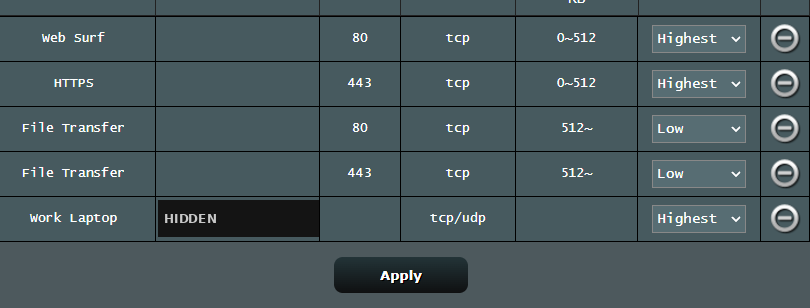 KB
Web Surf 80 tcp 0~512 Highest
HTTPS 443 tcp 0~512 Highest
File Transfer 80 tcp 512~ Low
File Transfer 443 tcp 512~ Low
Work Laptop HIDDEN tcp/udp Highest
Apply